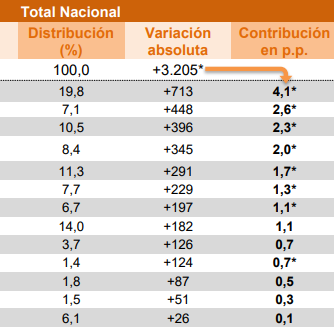 Total Nacional
Distribución (%) Variación absoluta Contribución en p.p.
100,0 +3.205*
19,8 +713 4,1*
7,1 +448 2,6*
10,5 +396 2,3*
8,4 +345 2,0*
11,3 +291 1,7*
7,7 +229 1,3*
6,7 +197 1,1*
14,0 +182 1,1
3,7 +126 0,7
1,4 +124 0,7*
1,8 +87 0,5
1,5 +51 0,3
6,1 +26 0,1